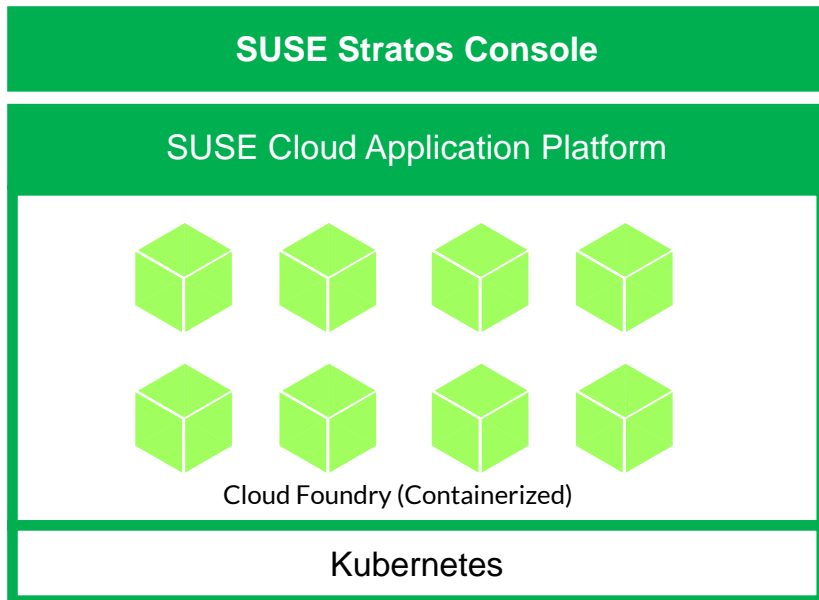 SUSE Stratos Console
SUSE Cloud Application Platform
Cloud Foundry (Containerized)
Kubernetes